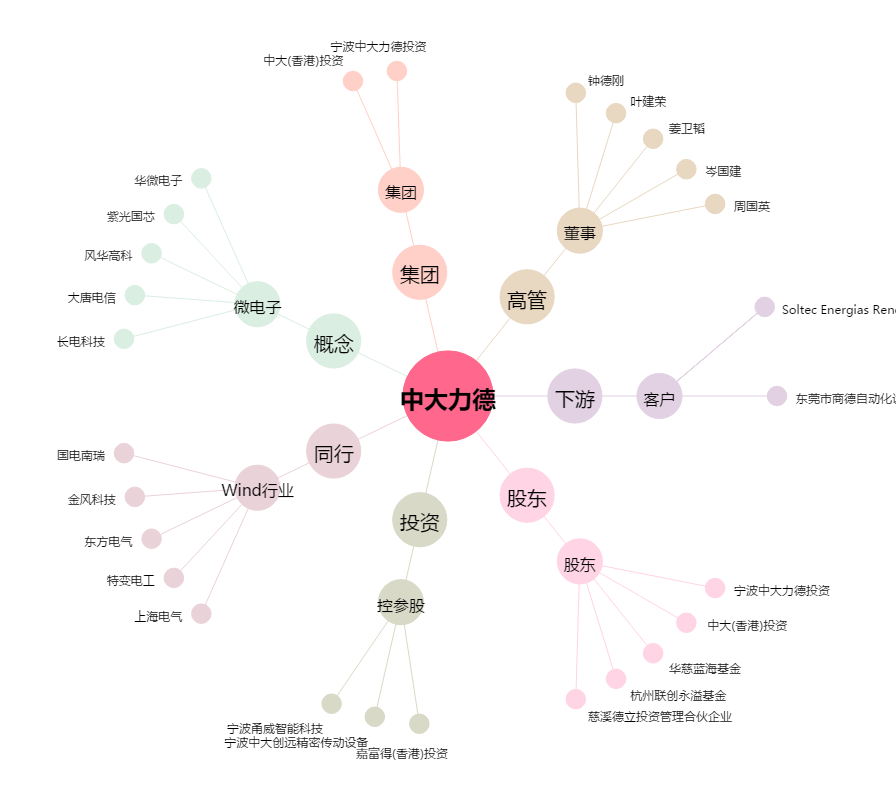 宁波中大力德投资
中大(香港)投资
集团
集团
钟德刚
叶建荣
姜卫韬
岑国建
周国英
董事
高管
华微电子
紫光国芯
风华高科
大唐电信
长电科技
微电子
概念
中大力德
下游
客户
Soltec Energias Ren
东莞市商德自动化
国电南瑞
金风科技
东方电气
特变电工
上海电气
Wind行业
同行
投资
控参股
宁波甬威智能科技
宁波中大创远精密传动设备
嘉富得(香港)投资
股东
股东
宁波中大力德投资
中大(香港)投资
华慈蓝海基金
杭州联创永溢基金
慈溪德立投资管理合伙企业